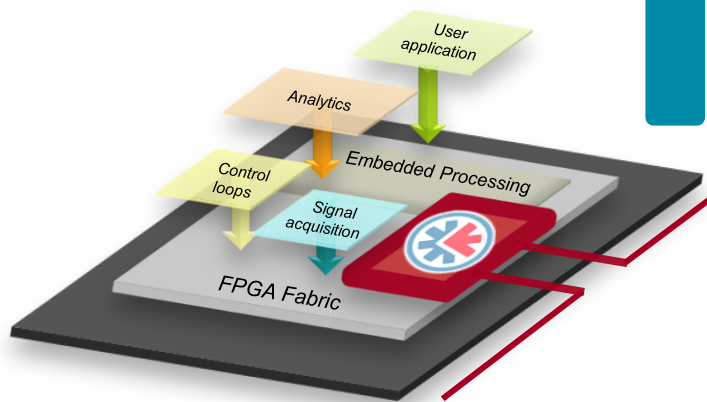 User
application
Analytics
Embedded Processing
Control
loops
Signal
acquisition
FPGA Fabric